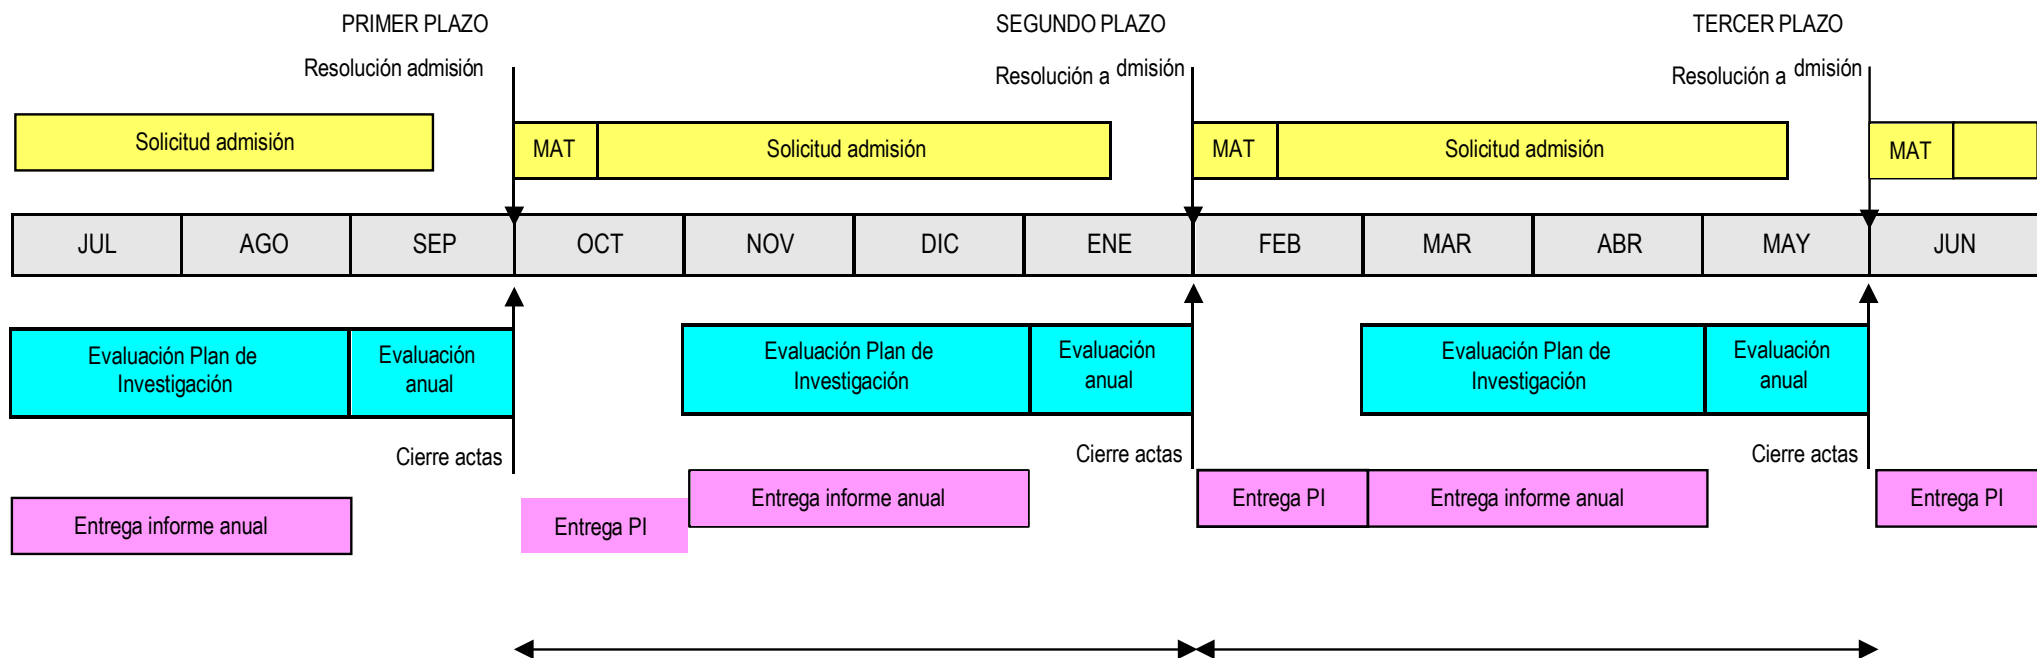 PRIMER PLAZO
SEGUNDO PLAZO
TERCER PLAZO
Resolución admisión
Resolución a dmisión
Resolución a dmisión
Solicitud admisión
MAT
Solicitud admisión
MAT
Solicitud admisión
MAT
JUL
AGO
SEP
OCT
NOV
DIC
ENE
FEB
MAR
ABR
MAY
JUN
Evaluación Plan de
Investigación
Evaluación
anual
Evaluación Plan de
Investigación
Evaluación
anual
Evaluación Plan de
Investigación
Evaluación
anual
Cierre actas
Cierre actas
Cierre actas
Entrega informe anual
Entrega PI
Entrega informe anual
Entrega PI
Entrega informe anual
Entrega PI